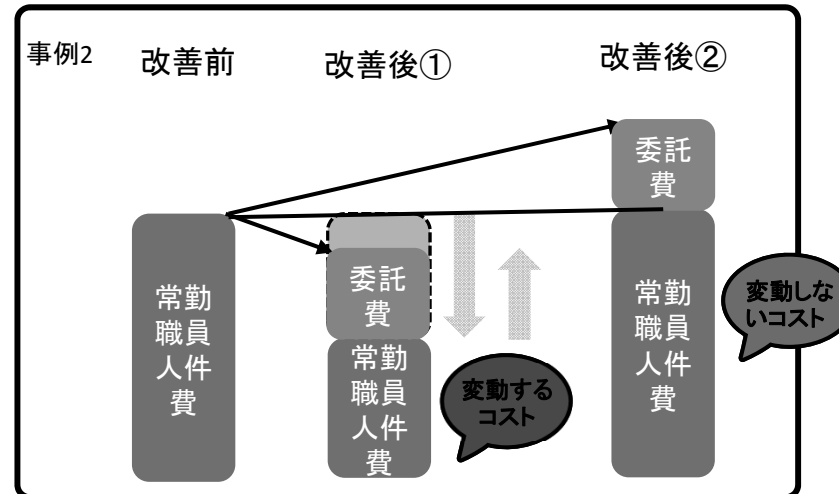 事例2
改善前
改善後①
改善後②
常勤
職員
人件
費
委託
費
常勤
職員
人件
費
変動する
コスト
委託
費
常勤
職員
人件
費
変動しな
いコスト